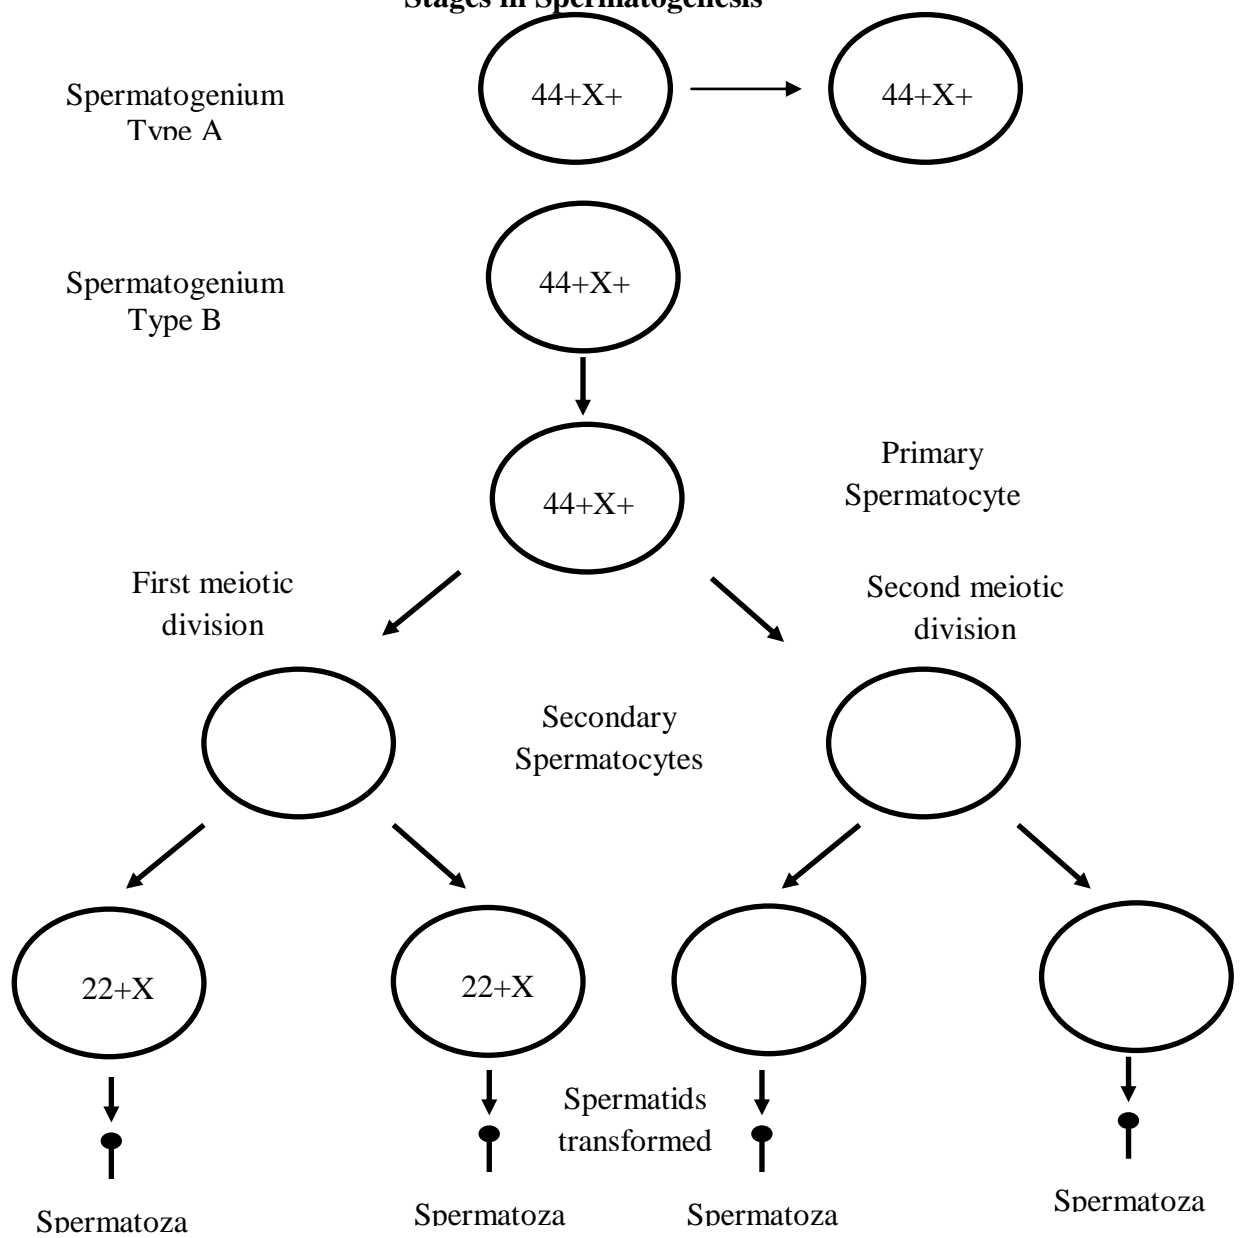 Stages in Spermatogenesis
Spermatogenium
Type A
44+X+
44+X+
Spermatogenium
Type B
44+X+
44+X+
Primary
Spermatocyte
First meiotic
division
Second meiotic
division
Secondary
Spermatocytes
22+X
22+X
Spermatids
transformed
Spermatoza
Spermatoza
Spermatoza
Spermatoza